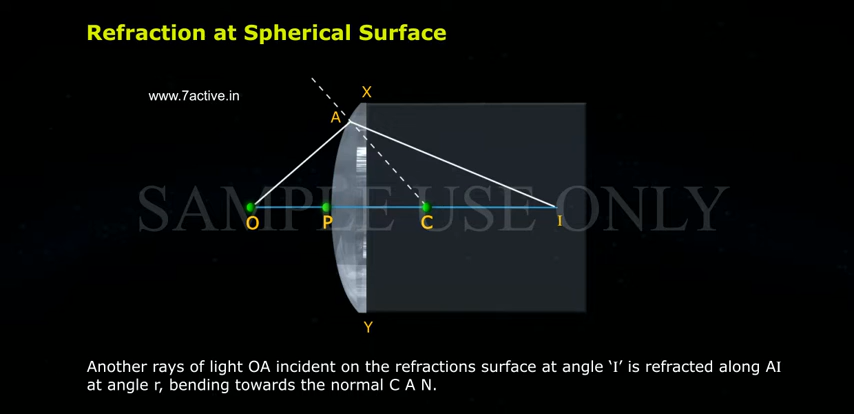 Refraction at Spherical Surface
www.7active.in
X
A
SAMPLE USE ONLY
O
P
C
I
Y
Another rays of light OA incident on the refractions surface at angle ‘I’ is refracted along AI
at angle r, bending towards the normal C A N.